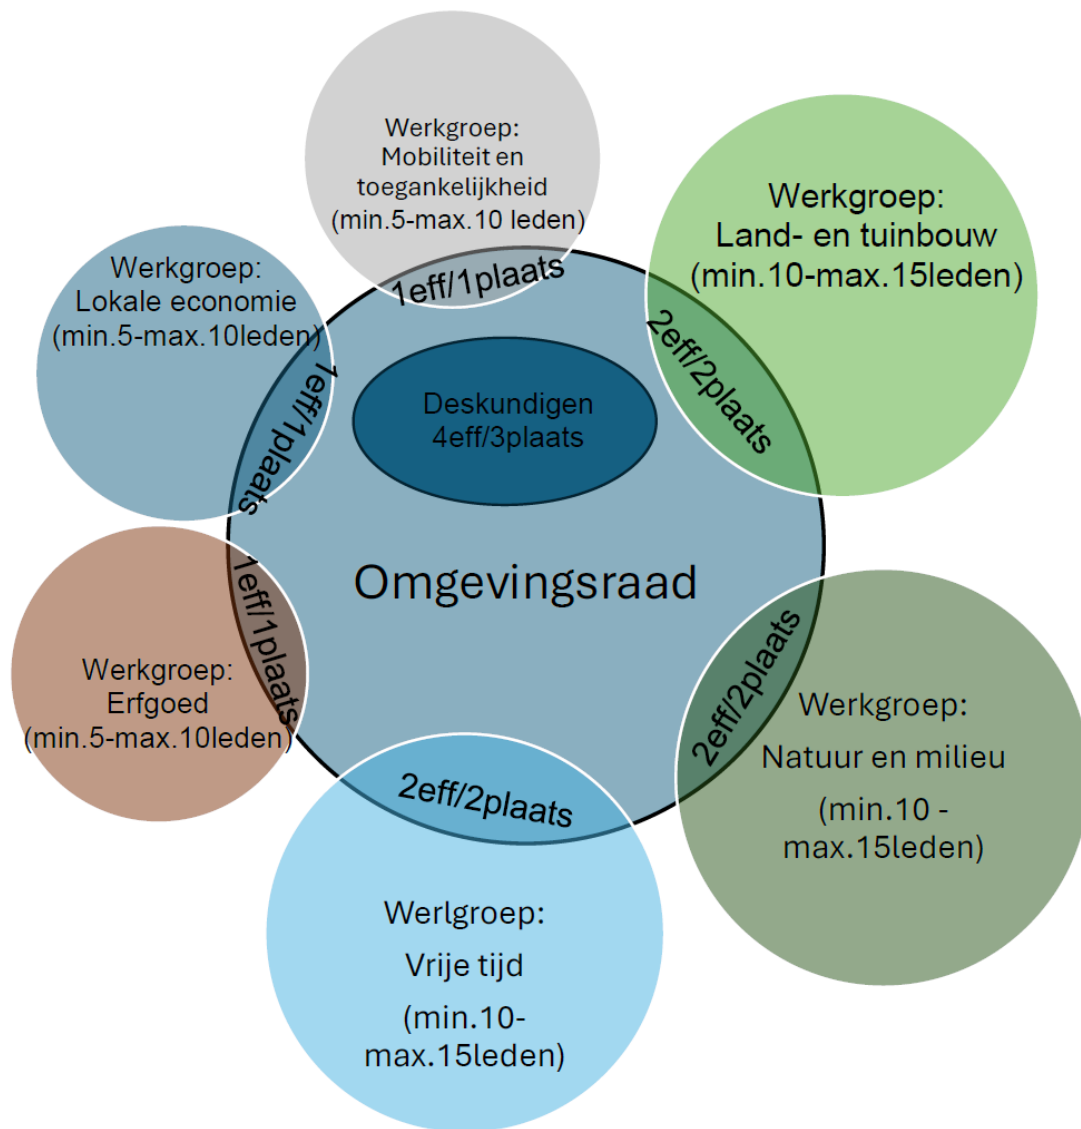 Werkgroep:
Mobiliteit en
toegankelijkheid
(min.5-max.10 leden)
1eff/1plaats
Werkgroep:
Land- en tuinbouw
(min.10-max.15leden)
2eff/2plaats
Werkgroep:
Lokale economie
(min.5-max.10leden)
1eff/1plaats
Deskundigen
4eff/3plaats
Omgevingsraad
Werkgroep:
Erfgoed
(min.5-max.10leden)
1eff/1plaats
2eff/2plaats
Werkgroep:
Natuur en milieu
(min.10 -
max.15leden)
2eff/2plaats
Werlgroep:
Vrije tijd
(min.10-
max.15leden)